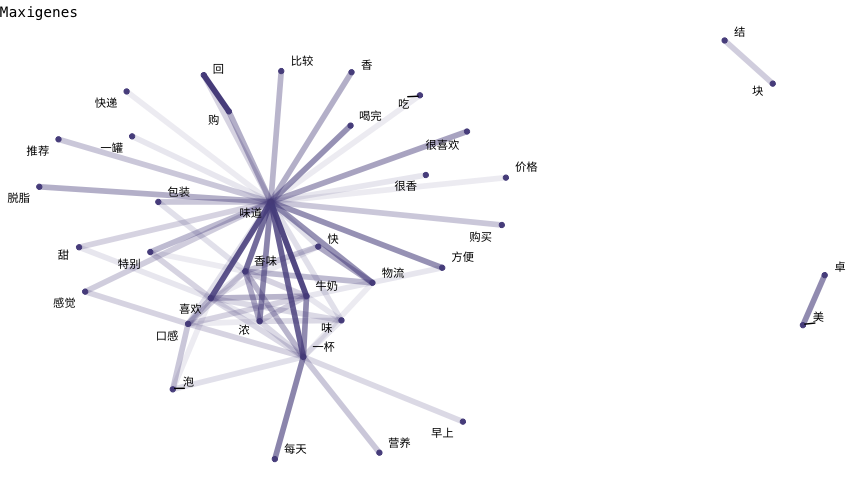 Maxigenes
结
比较
香
回
块
快递
吃
喝完
购
很喜欢
一罐
推荐
价格
很香
包装
脱脂
味道
购买
快
甜
方便
香味
特别
卓
物流
牛奶
感觉
喜欢
美
味
浓
口感
一杯
泡
早上
营养
每天